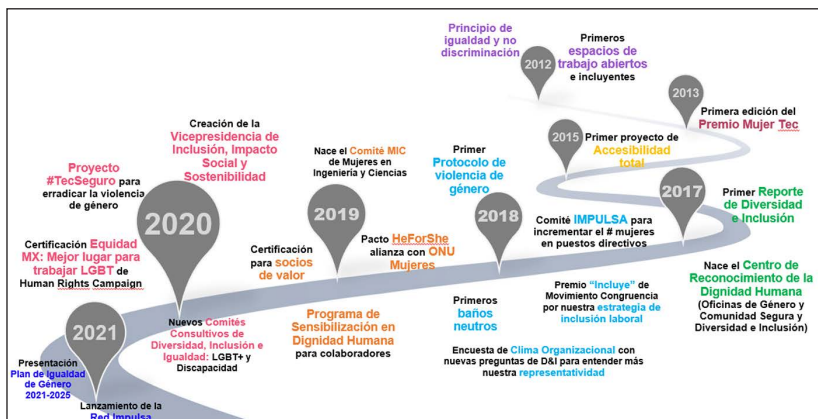 Principio de
igualdad y no
discriminación
2012
Primeros
espacios de
trabajo abiertos
e incluyentes
2013
Primera edición del
Premio Mujer Tec
2015
Primer proyecto de
Accesibilidad
total
2017
Primer Reporte
de Diversidad
e Inclusión
Nace el Centro de
Reconocimiento de la
Dignidad Humana
(Oficinas de Género y
Comunidad Segura y
Diversidad e Inclusión)
Primer
Protocolo de
violencia de
género
2018
Comité IMPULSA para
incrementar el # mujeres
en puestos directivos
Primeros
baños
neutros
Premio “Incluye” de
Movimiento Congruencia
por nuestra estrategia de
inclusión laboral
Encuesta de Clima Organizacional con
nuevas preguntas de D&I para entender más
nuestra representatividad
Nace el Comité MIC
de Mujeres en
Ingeniería y Ciencias
2019
Certificación
para socios
de valor
Pacto HeForShe
alianza con ONU
Mujeres
Programa de
Sensibilización en
Dignidad Humana
para colaboradores
Creación de la
Vicepresidencia de
Inclusión, Impacto
Social y
Sostenibilidad
Proyecto
#TecSeguro para
erradicar la violencia
de género
2020
Certificación Equidad
MX: Mejor lugar para
trabajar LGBT de
Human Rights Campaign
Nuevos Comités
Consultivos de
Diversidad, Inclusión e
Igualdad: LGBT+ y
Discapacidad
2021
Presentación
Plan de Igualdad
de Género
2021-2025
Lanzamiento de la
Red Impulsa